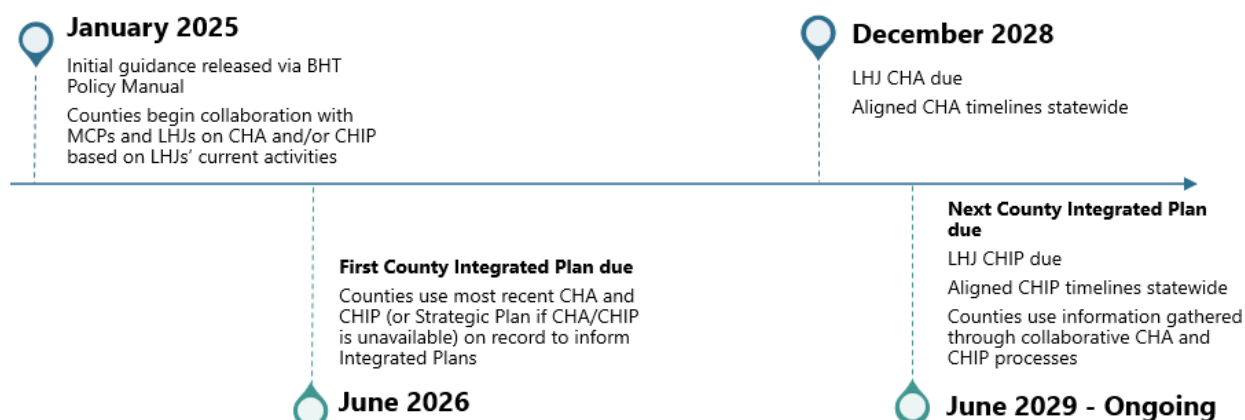 January 2025
Initial guidance released via BHT
Policy Manual
Counties begin collaboration with
MCPs and LHJs on CHA and/or CHIP
based on LHJs’ current activities
December 2028
LHJ CHA due
Aligned CHA timelines statewide
First County Integrated Plan due
Counties use most recent CHA and
CHIP (or Strategic Plan if CHA/CHIP
is unavailable) on record to inform
Integrated Plans
June 2026
Next County Integrated Plan
due
LHJ CHIP due
Aligned CHIP timelines statewide
Counties use information gathered
through collaborative CHA and
CHIP processes
June 2029 - Ongoing